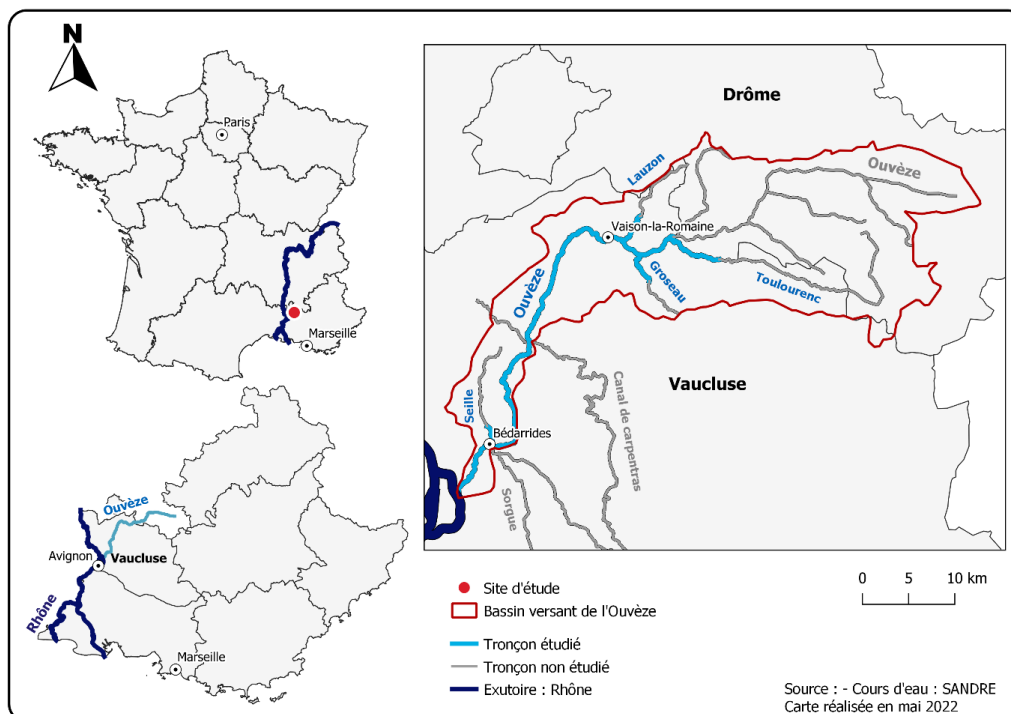 N
Paris
Marseille
Ouvèze
Avignon
Vaucluse
Rhône
Marseille
Drôme
Lauzon
Ouvèze
Vaison-la-Romaine
Ouvèze
Groseau
Toulourenc
Vaucluse
Seille
Canal de carpentras
Bédarrides
Sorgue
Site d'étude
Bassin versant de l'Ouvèze
Tronçon étudié
Tronçon non étudié
Exutoire : Rhône
0 5 10 km
Source : - Cours d'eau : SANDRE
Carte réalisée en mai 2022